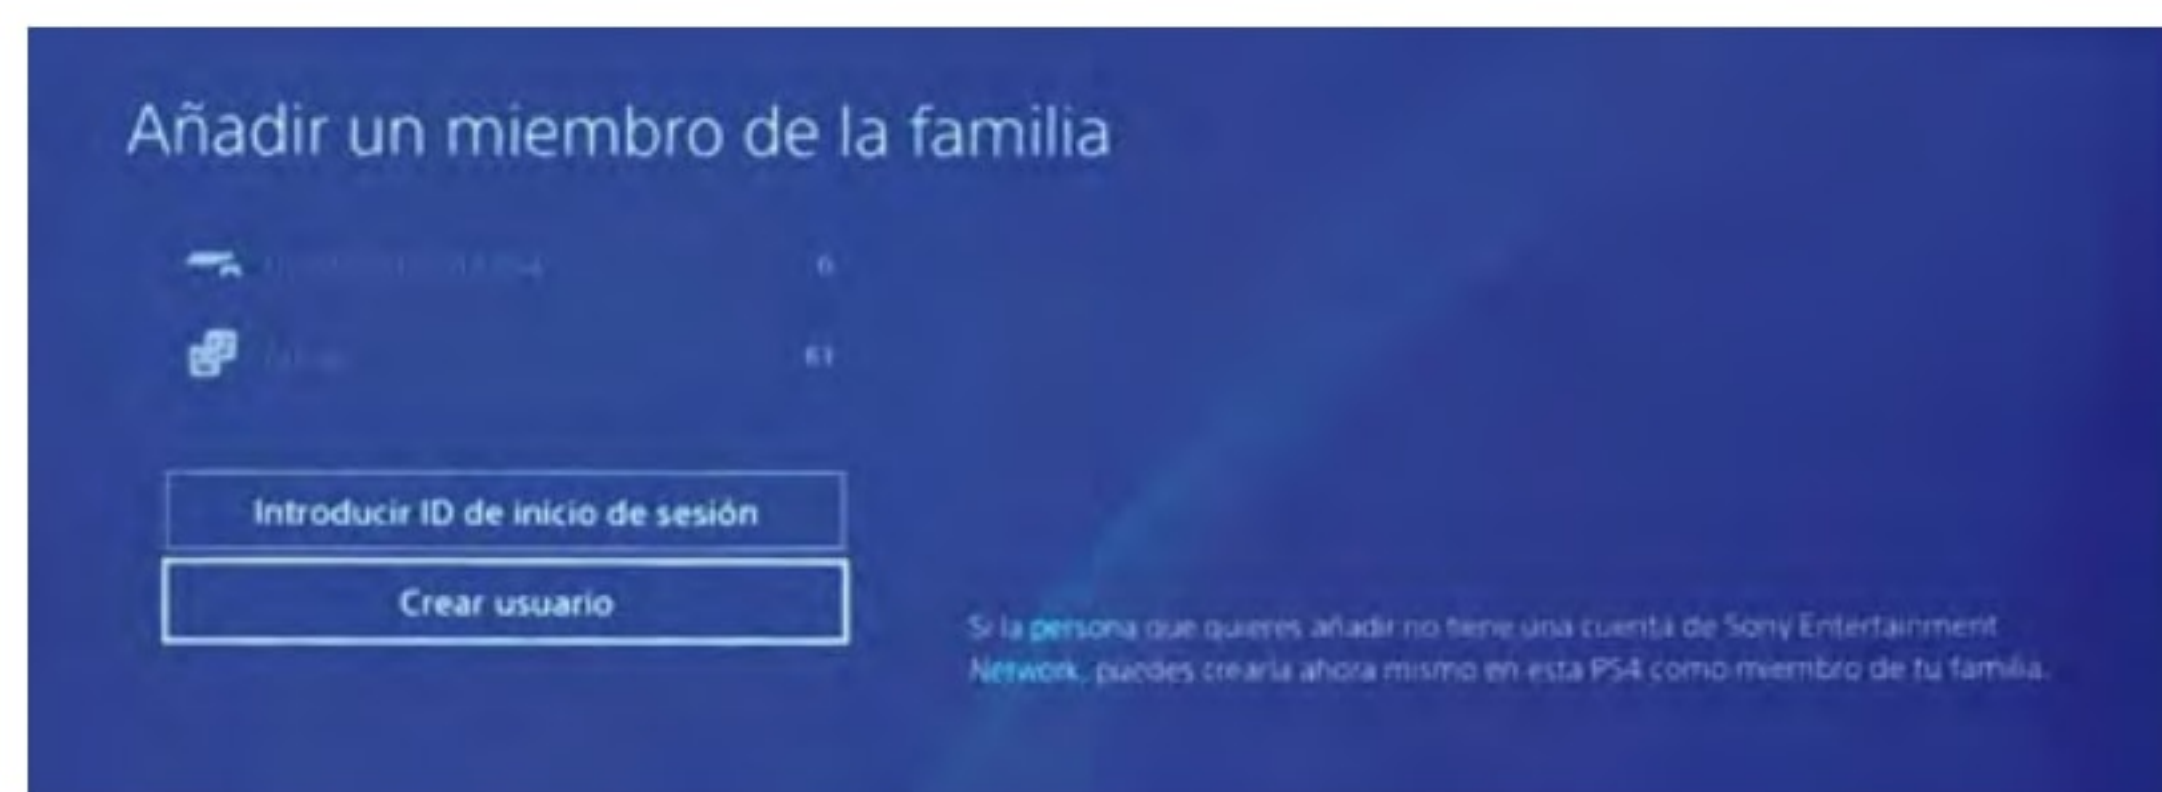 Añadir un miembro de la familia
6
61
Introducir ID de inicio de sesión
Crear usuario
Si la persona que quieres añadir no tiene una cuenta de Sony Entertainment
Network, puedes crearla ahora mismo en esta PS4 como miembro de tu familia.